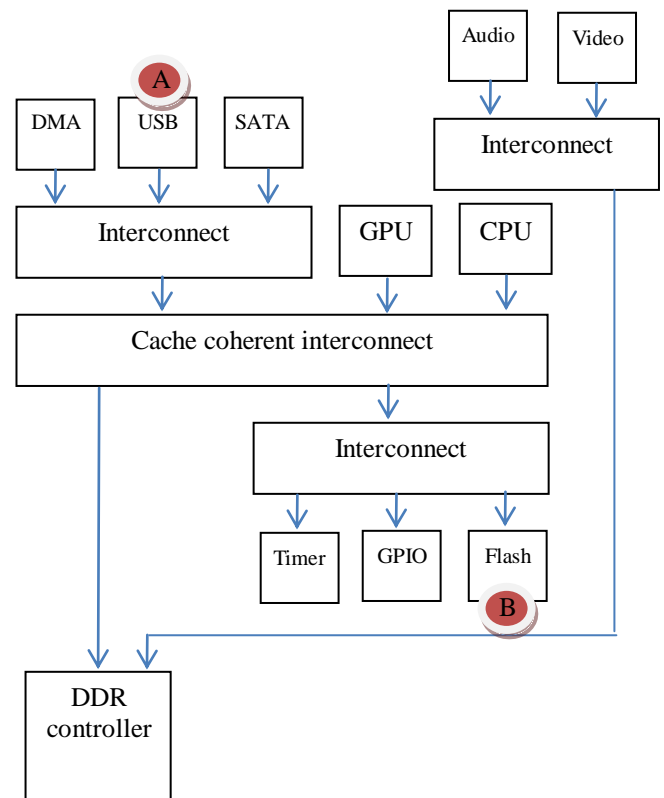 Audio
Video
A
DMA
USB
SATA
Interconnect
Interconnect
GPU
CPU
Cache coherent interconnect
Interconnect
Timer
GPIO
Flash
B
DDR
controller